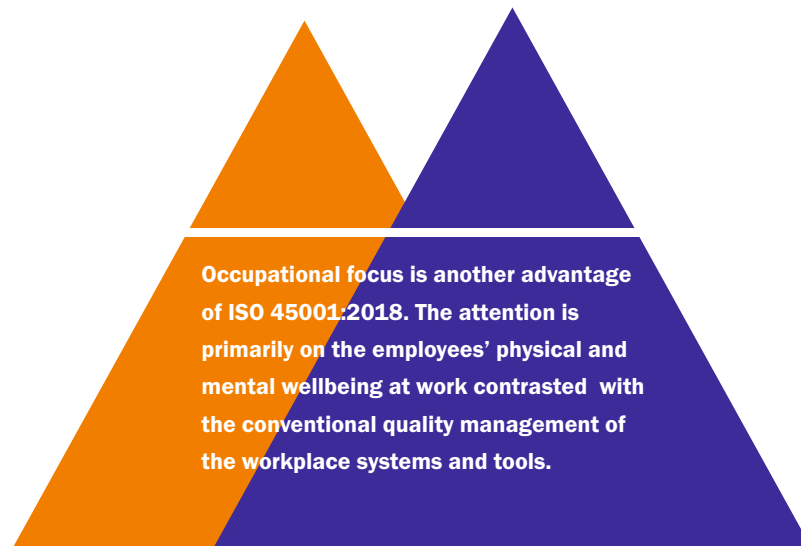 Occupational focus is another advantage
of ISO 45001:2018. The attention is
primarily on the employees’ physical and
mental wellbeing at work contrasted  with
the conventional quality management of
the workplace systems and tools.